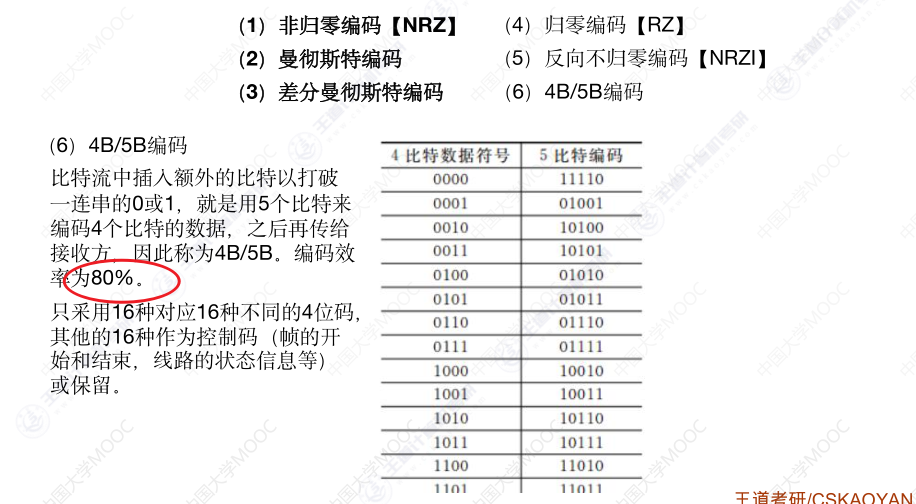 （1）非归零编码【NRZ】 （4）归零编码【RZ】
（2）曼彻斯特编码 （5）反向不归零编码【NRZI】
（3）差分曼彻斯特编码 （6）4B/5B编码
（6）4B/5B编码
比特流中插入额外的比特以打破
一连串的0或1，就是用5个比特来
编码4个比特的数据，之后再传给
接收方，因此称为4B/5B。编码效
率为80%。
只采用16种对应16种不同的4位码，
其他的16种作为控制码（帧的开
始和结束，线路的状态信息等）
或保留。
4 比特数据符号 5 比特编码
0000 11110
0001 01001
0010 10100
0011 10101
0100 01010
0101 01011
0110 01110
0111 01111
1000 10010
1001 10011
1010 10110
1011 10111
1100 11010
1101 11011
王道考研/CSKAOYAN
中国大学MOOC
王道计算机考研